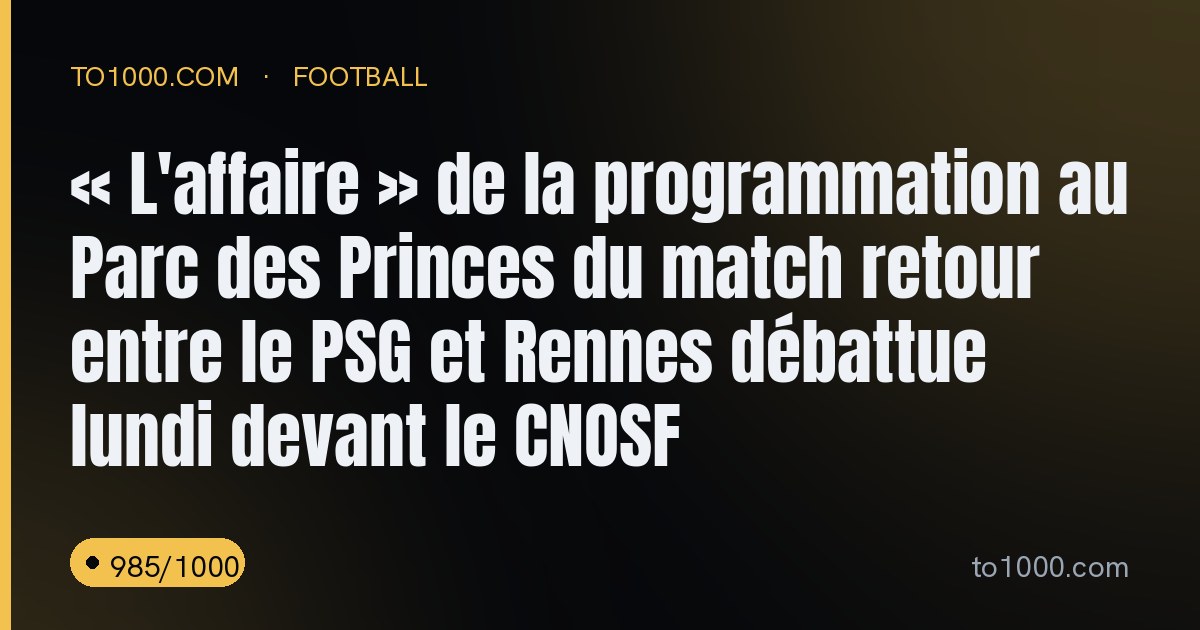 TO1000.COM · FOOTBALL
« L'affaire » de la programmation au
Parc des Princes du match retour
entre le PSG et Rennes débattue
lundi devant le CNOSF
985/1000
to1000.com